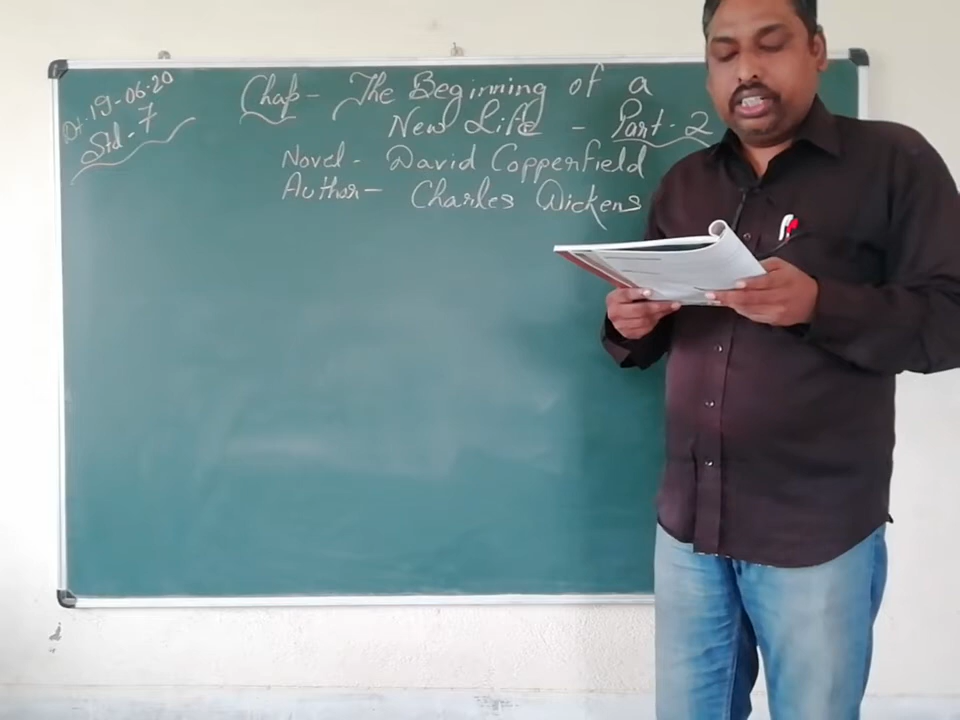 Dt. 19-06-20
Std - 7
Chap - The Beginning of a
New Life - Part - 2
Novel - David Copperfield
Author - Charles Dickens